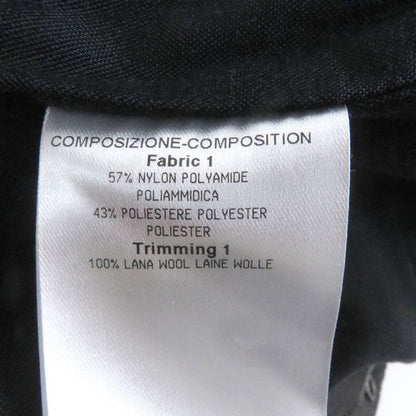 COMPOSIZIONE-COMPOSITION
Fabric 1
57% NYLON POLYAMIDE
POLIAMMIDICA
43% POLIESTERE POLYESTER
POLIESTER
Trimming 1
100% LANA WOOL LAINE WOLLE